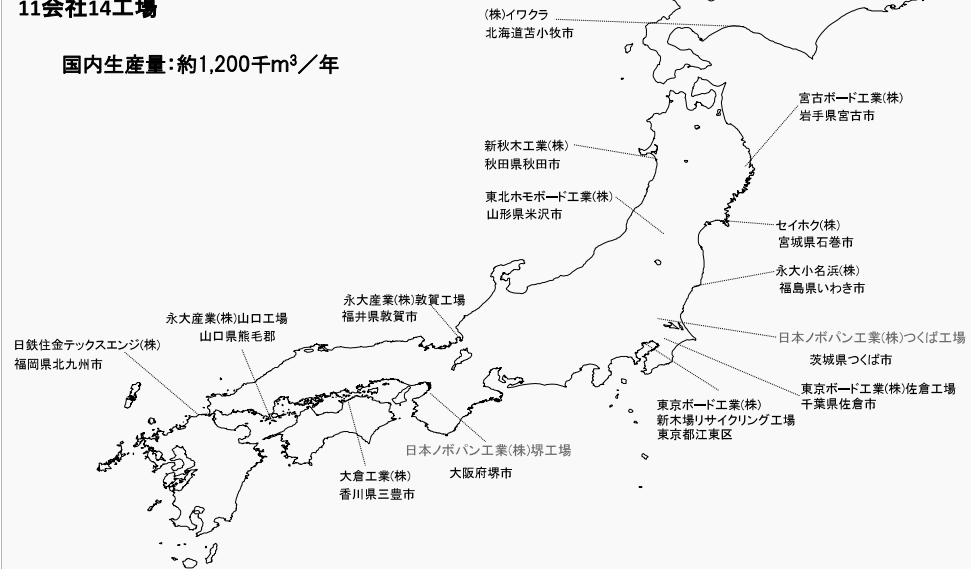 11会社14工場
国内生産量:約1,200千m³/年
(株)イワクラ
北海道苫小牧市
宮古ボード工業(株)
岩手県宮古市
新秋木工業(株)
秋田県秋田市
東北ホモボード工業(株)
山形県米沢市
セイホク(株)
宮城県石巻市
永大小名浜(株)
福島県いわき市
永大産業(株)敦賀工場
福井県敦賀市
永大産業(株)山口工場
山口県熊毛郡
日鉄住金テックスエンジ(株)
福岡県北九州市
日本ノボパン工業(株)つくば工場
茨城県つくば市
東京ボード工業(株)佐倉工場
千葉県佐倉市
東京ボード工業(株)
新木場リサイクリング工場
東京都江東区
日本ノボパン工業(株)堺工場
大阪府堺市
大倉工業(株)
香川県三豊市